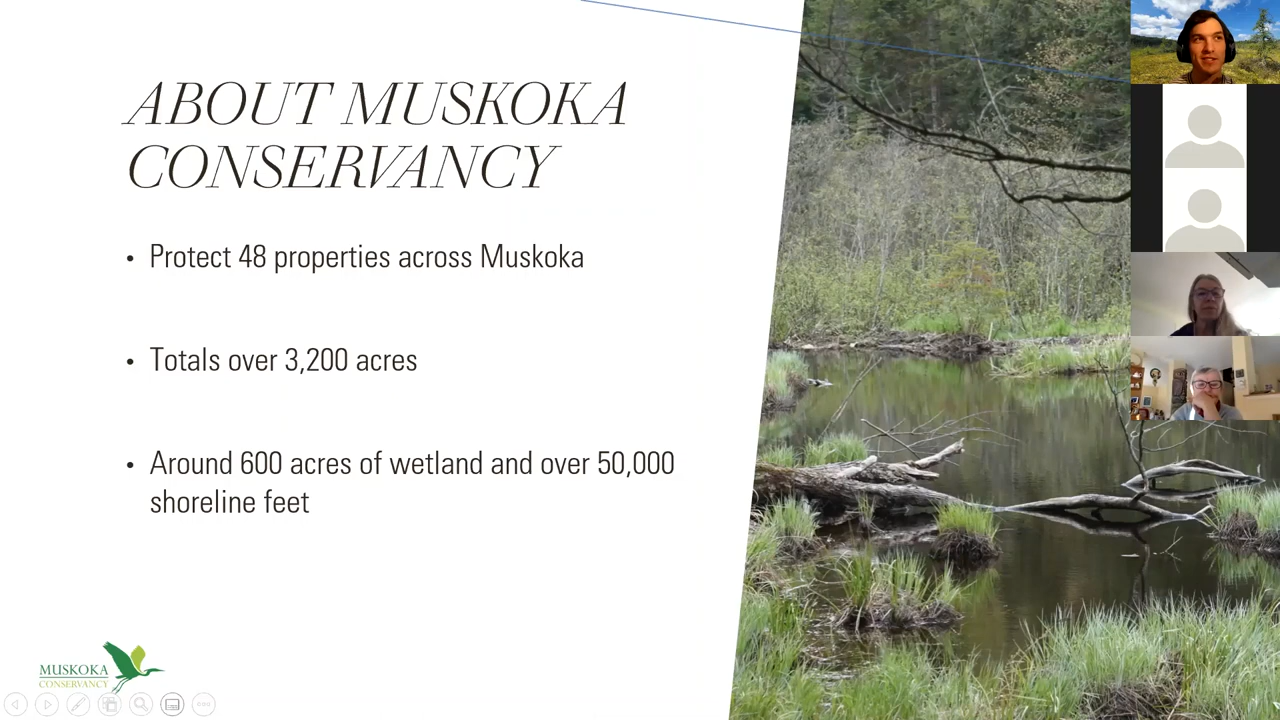 ABOUT MUSKOKA
CONSERVANCY
• Protect 48 properties across Muskoka
• Totals over 3,200 acres
• Around 600 acres of wetland and over 50,000
shoreline feet
MUSKOKA
CONSERVANCY